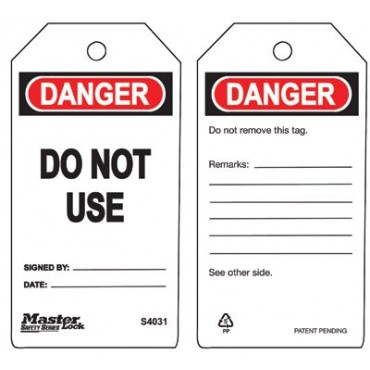 DANGER
DO NOT
USE
SIGNED BY:
DATE:
Master Lock
SAFETY SERIES
S4031
DANGER
Do not remove this tag.
Remarks:
See other side.
PP
PATENT PENDING